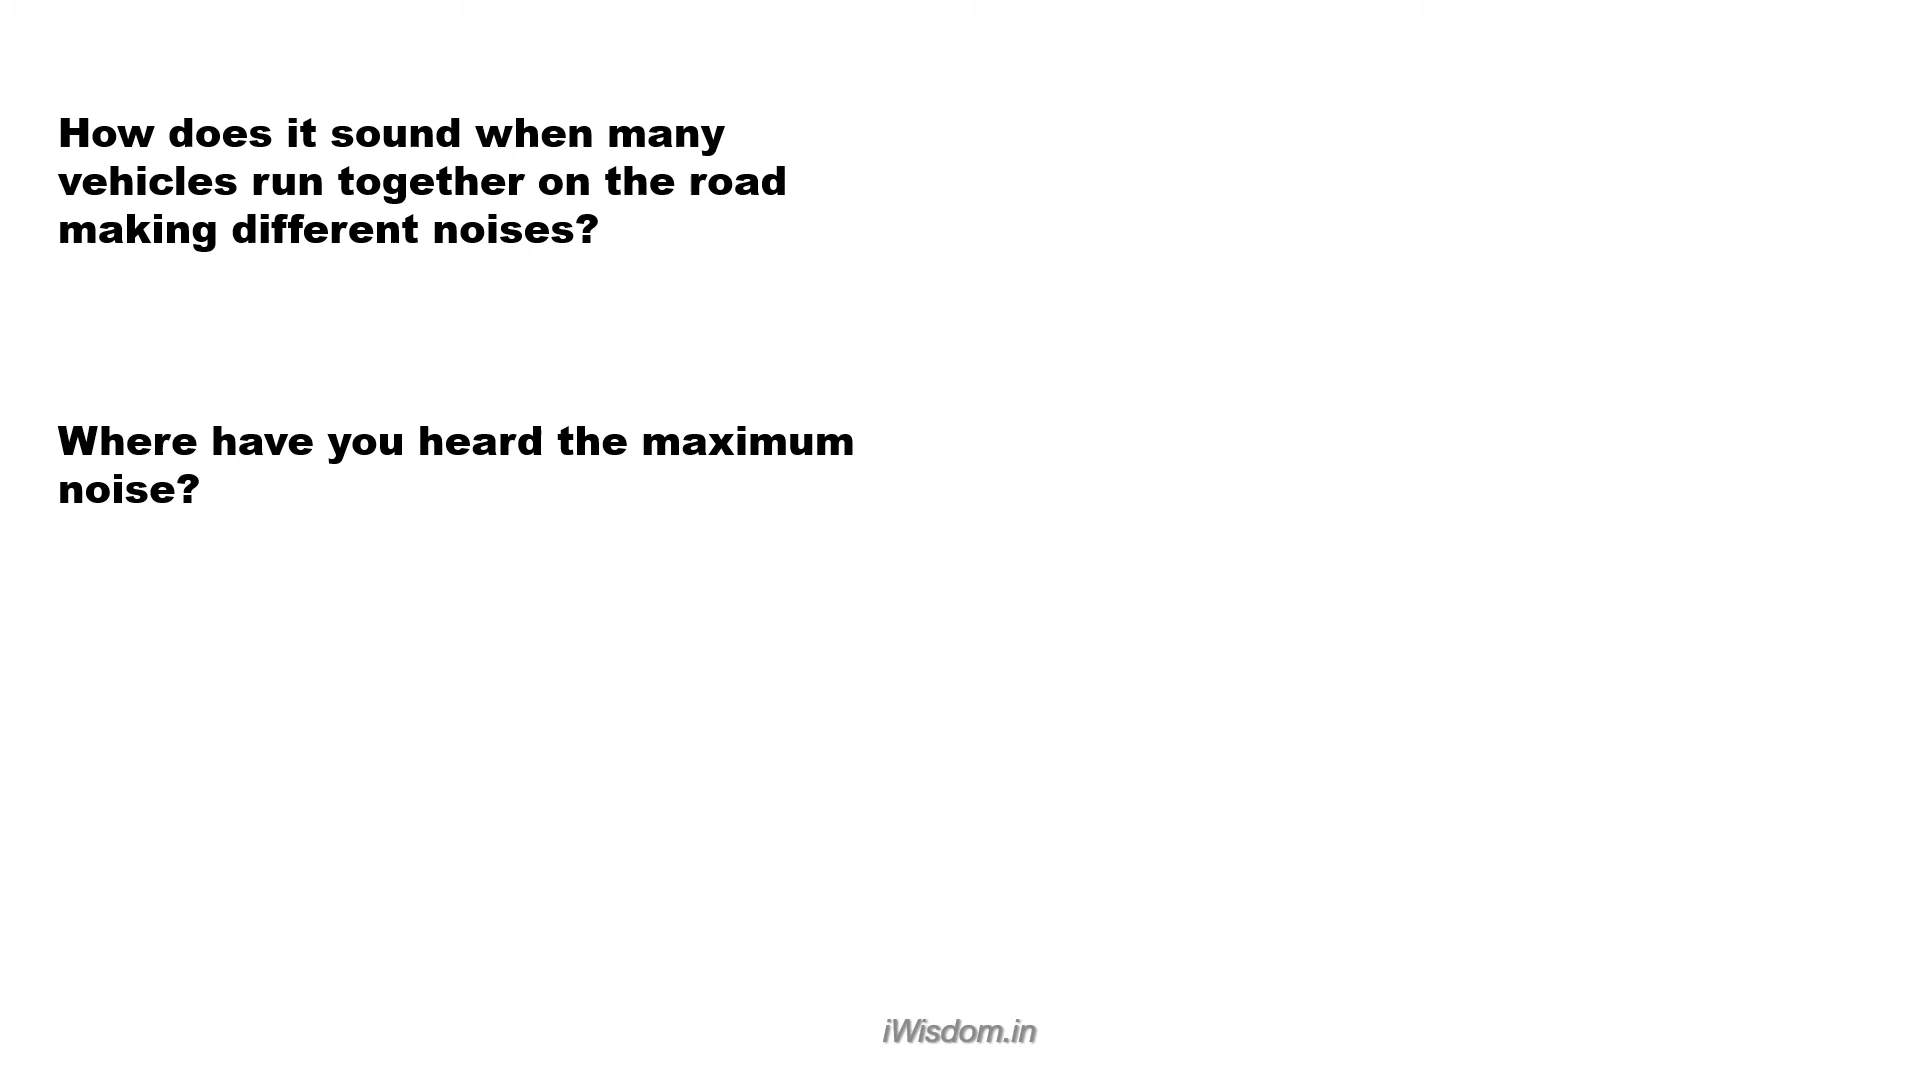 How does it sound when many
vehicles run together on the road
making different noises?
Where have you heard the maximum
noise?
iWisdom.in